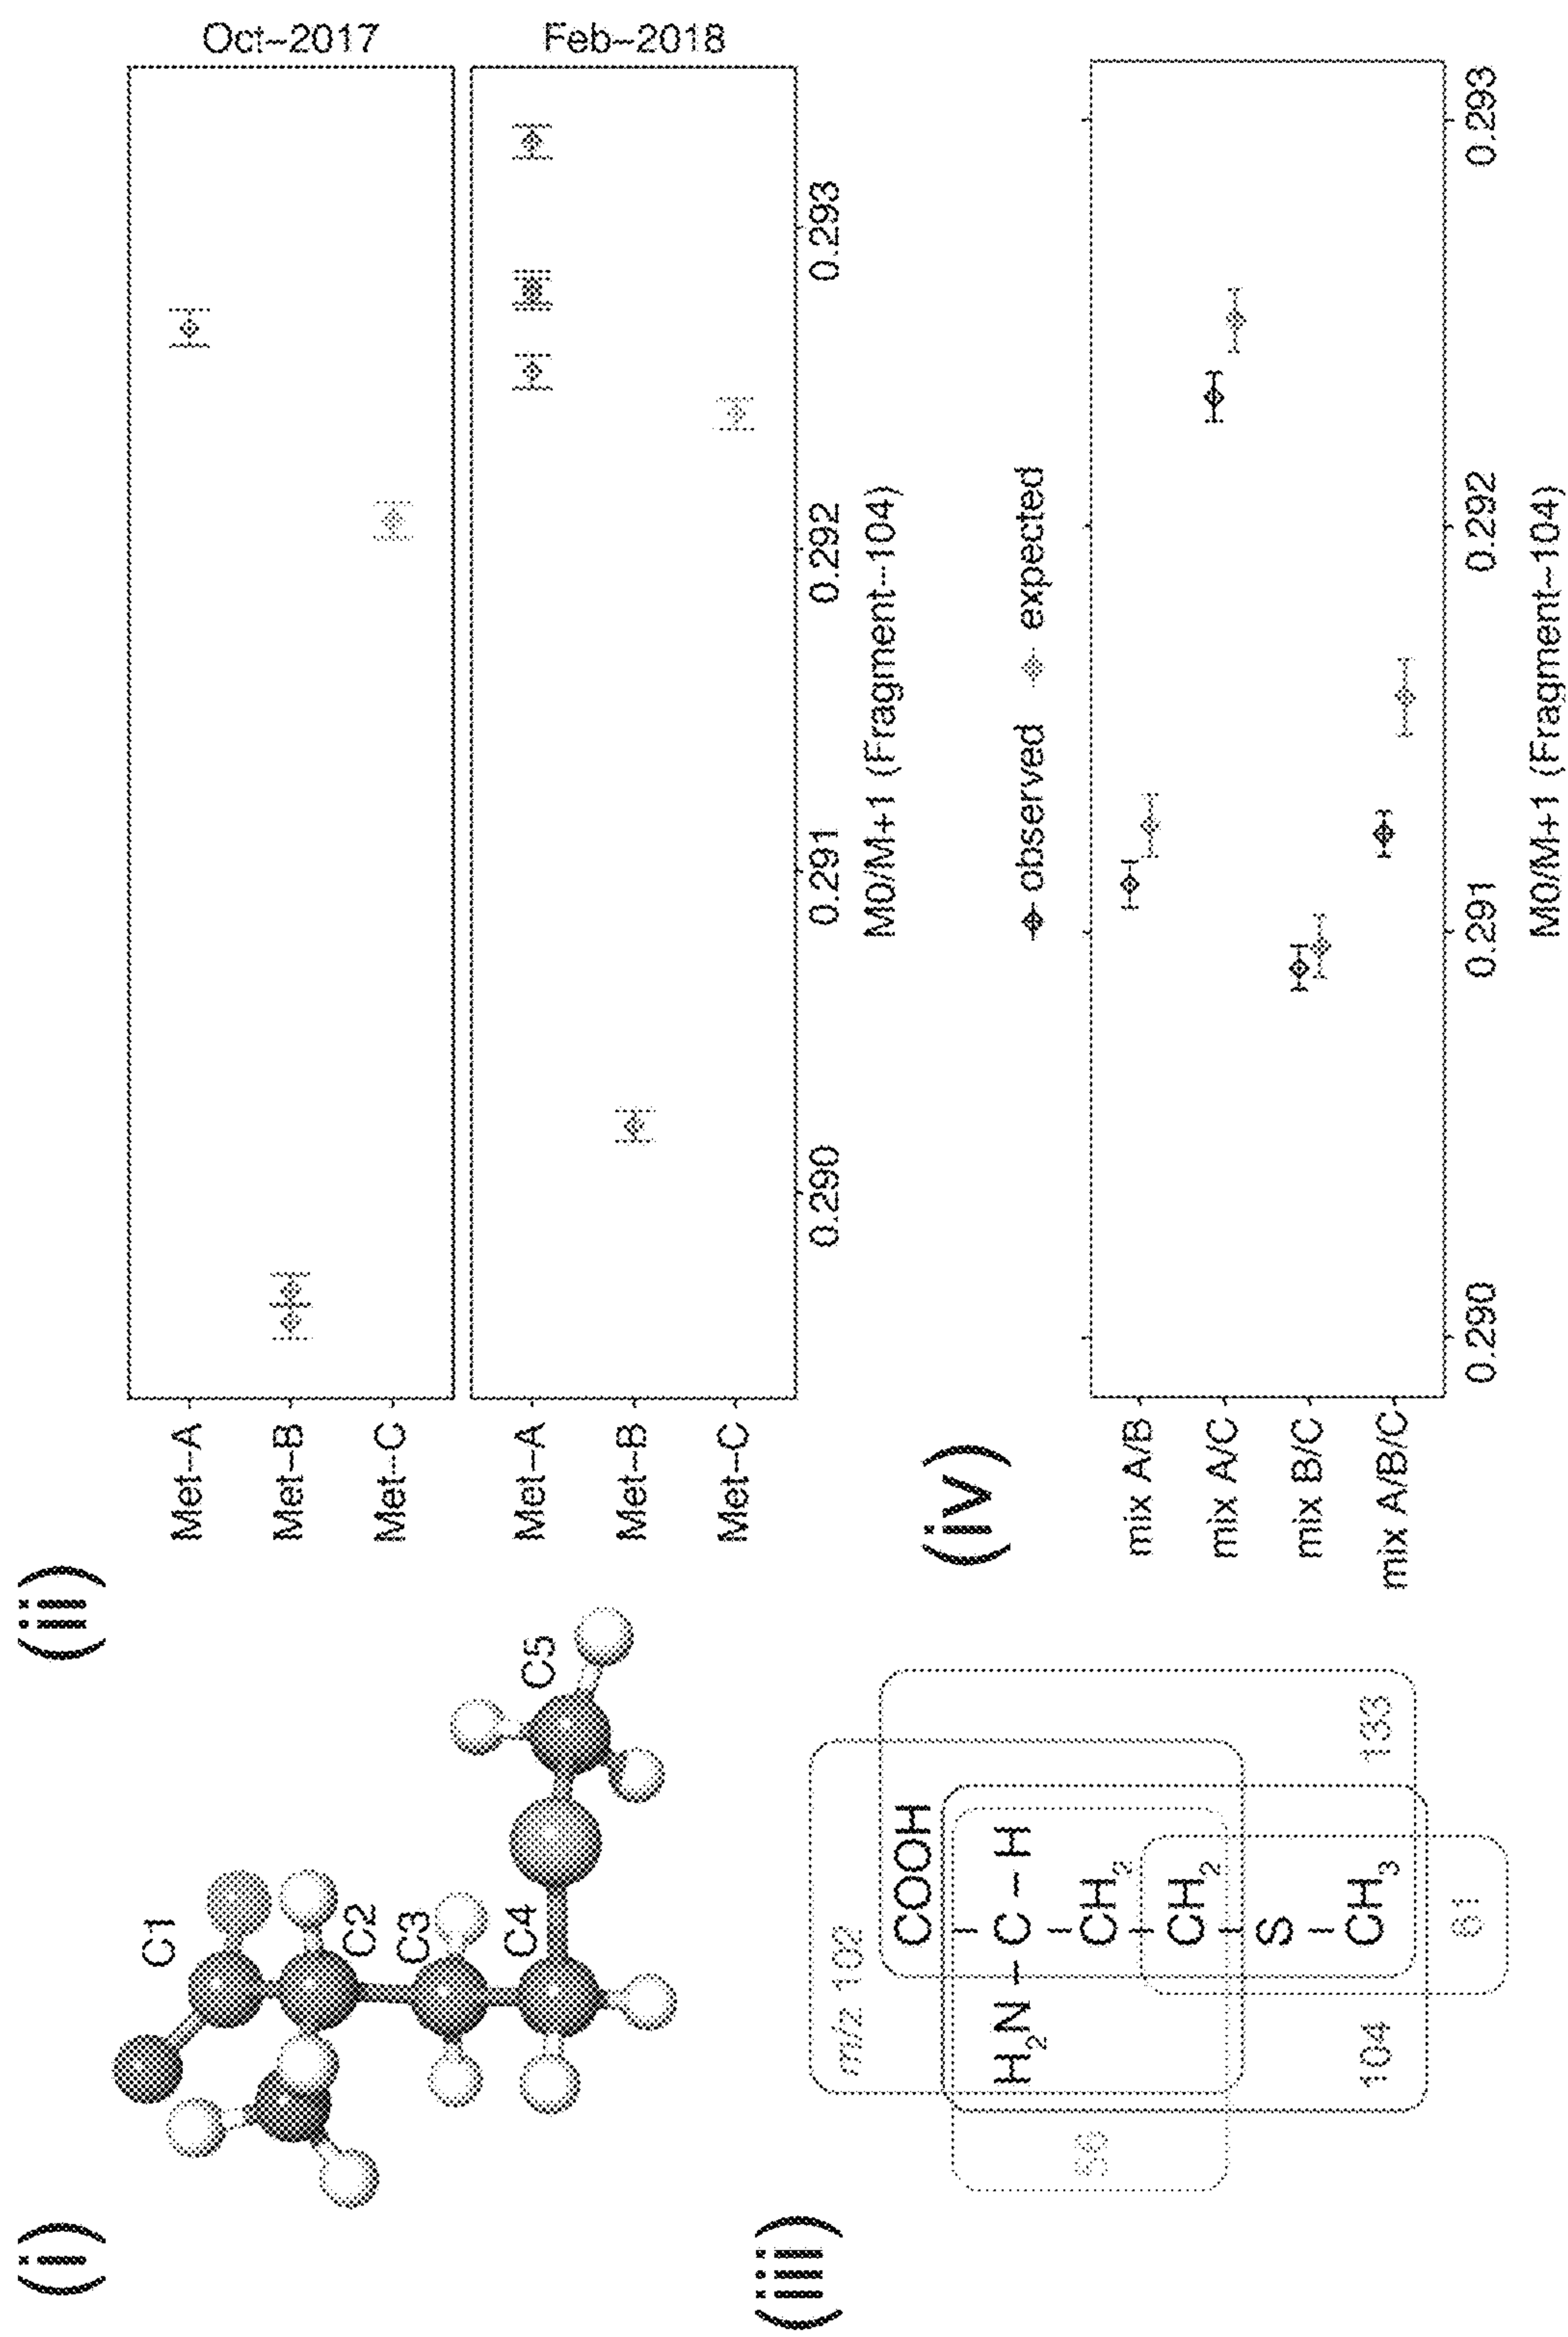 (i)
C1
C2
C3
C4
C5
(ii)
Oct-2017
Met-A
Met-B
Met-C
Feb-2018
Met-A
Met-B
Met-C
0.290
0.291
0.292
0.293
M0/M+1 (Fragment-104)
(iii)
m/z 102
COOH
H2N - C - H
CH2
CH2
S
CH3
56
104
61
133
(iv)
observed
expected
mix A/B
mix A/C
mix B/C
mix A/B/C
0.290
0.291
0.292
0.293
M0/M+1 (Fragment-104)